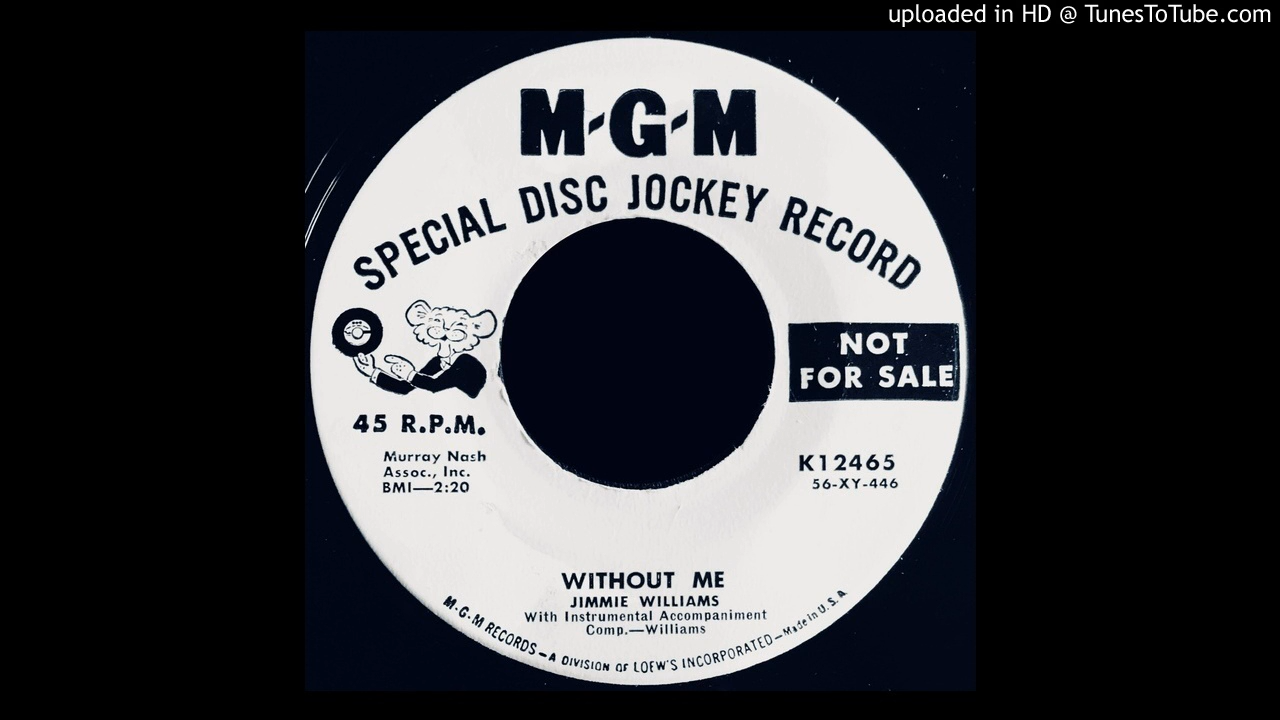 uploaded in HD @ TunesToTube.com
M-G-M
SPECIAL DISC JOCKEY RECORD
NOT
FOR SALE
45 R.P.M.
Murray Nash
Assoc., Inc.
BMI—2:20
K12465
56-XY-446
WITHOUT ME
JIMMIE WILLIAMS
With Instrumental Accompaniment
Comp.—Williams
M-G-M RECORDS—A DIVISION OF LOEW'S INCORPORATED—Made in U.S.A